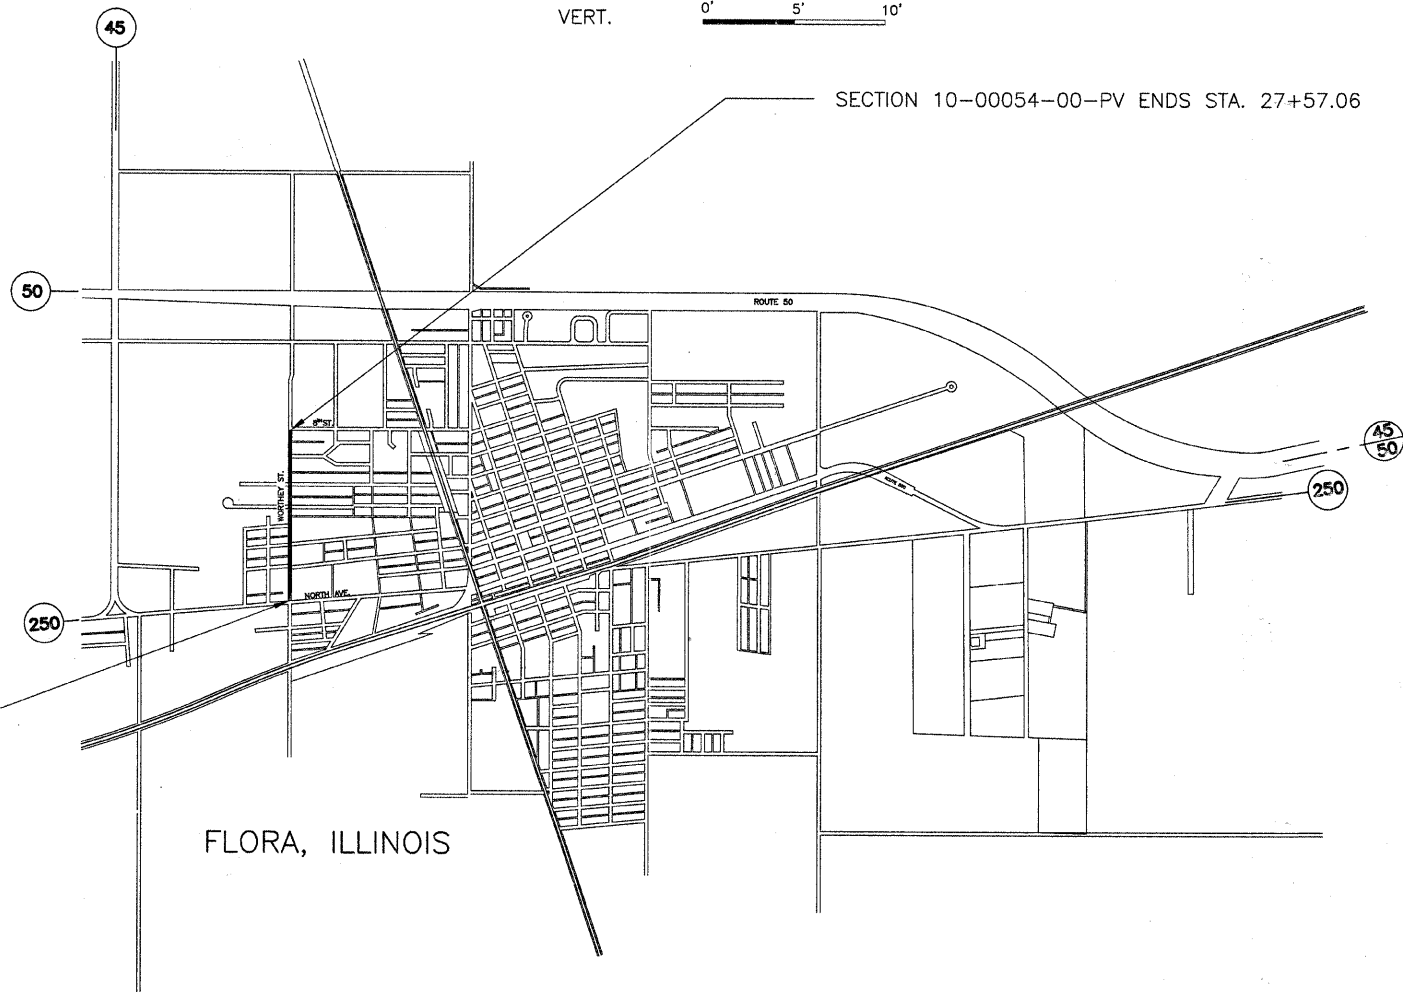 VERT.
0' 5' 10'
45
SECTION 10-00054-00-PV ENDS STA. 27+57.06
50
ROUTE 50
8TH ST.
45
50
NORTHEY ST.
250
NORTH AVE.
250
FLORA, ILLINOIS